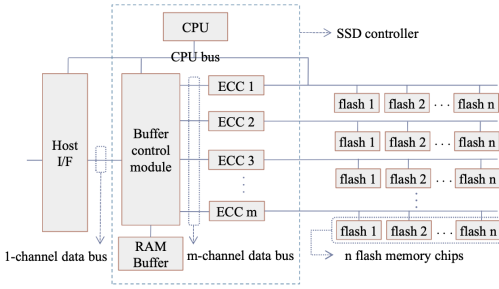 CPU
SSD controller
CPU bus
ECC 1
flash 1 flash 2 . . . flash n
Host
I/F
Buffer
control
module
ECC 2
flash 1 flash 2 . . . flash n
ECC 3
flash 1 flash 2 . . . flash n
ECC m
flash 1 flash 2 . . . flash n
RAM
Buffer
1-channel data bus
m-channel data bus
n flash memory chips